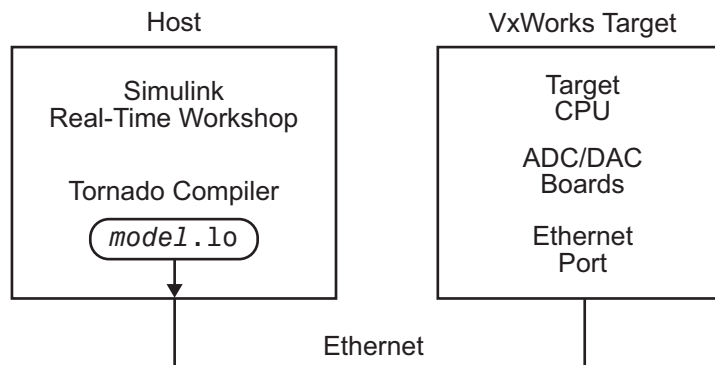 Host
Simulink
Real-Time Workshop
Tornado Compiler
model.lo
VxWorks Target
Target
CPU
ADC/DAC
Boards
Ethernet
Port
Ethernet